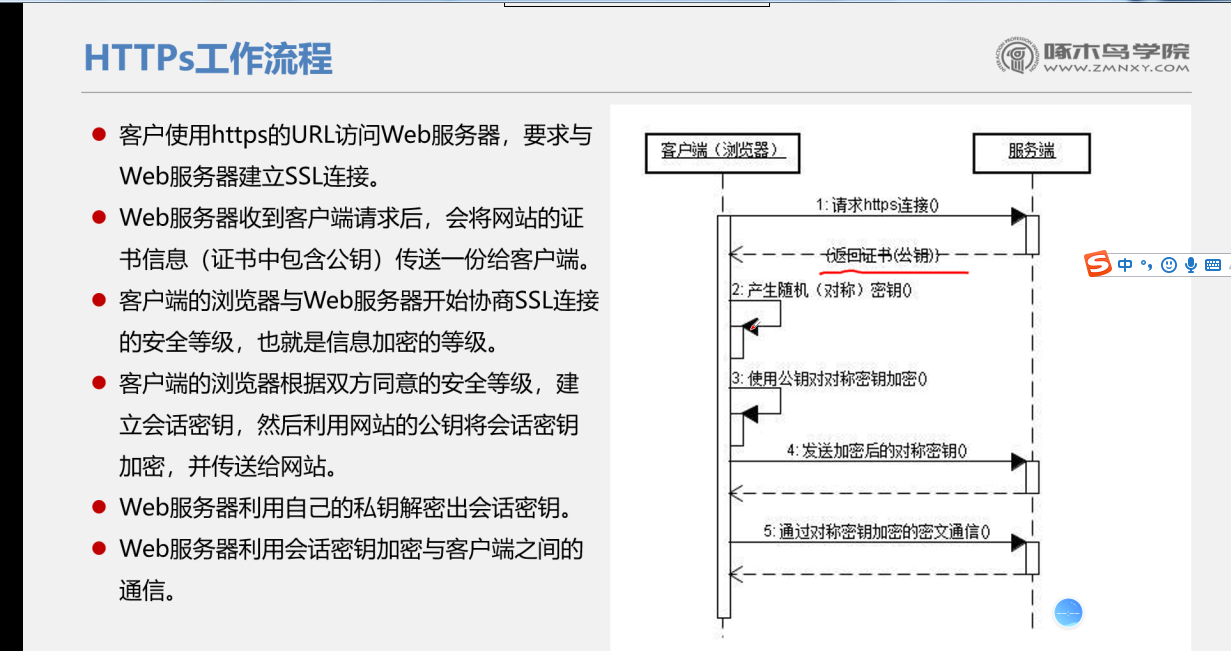 HTTPs工作流程
啄木鸟学院
WWW.ZMNXY.COM
客户使用https的URL访问Web服务器，要求与
Web服务器建立SSL连接。
Web服务器收到客户端请求后，会将网站的证
书信息（证书中包含公钥）传送一份给客户端。
客户端的浏览器与Web服务器开始协商SSL连接
的安全等级，也就是信息加密的等级。
客户端的浏览器根据双方同意的安全等级，建
立会话密钥，然后利用网站的公钥将会话密钥
加密，并传送给网站。
Web服务器利用自己的私钥解密出会话密钥。
Web服务器利用会话密钥加密与客户端之间的
通信。
客户端（浏览器）
服务端
1: 请求https连接()
(返回证书(公钥))
2: 产生随机（对称）密钥()
3: 使用公钥对对称密钥加密()
4: 发送加密后的对称密钥()
5: 通过对称密钥加密的密文通信()
中